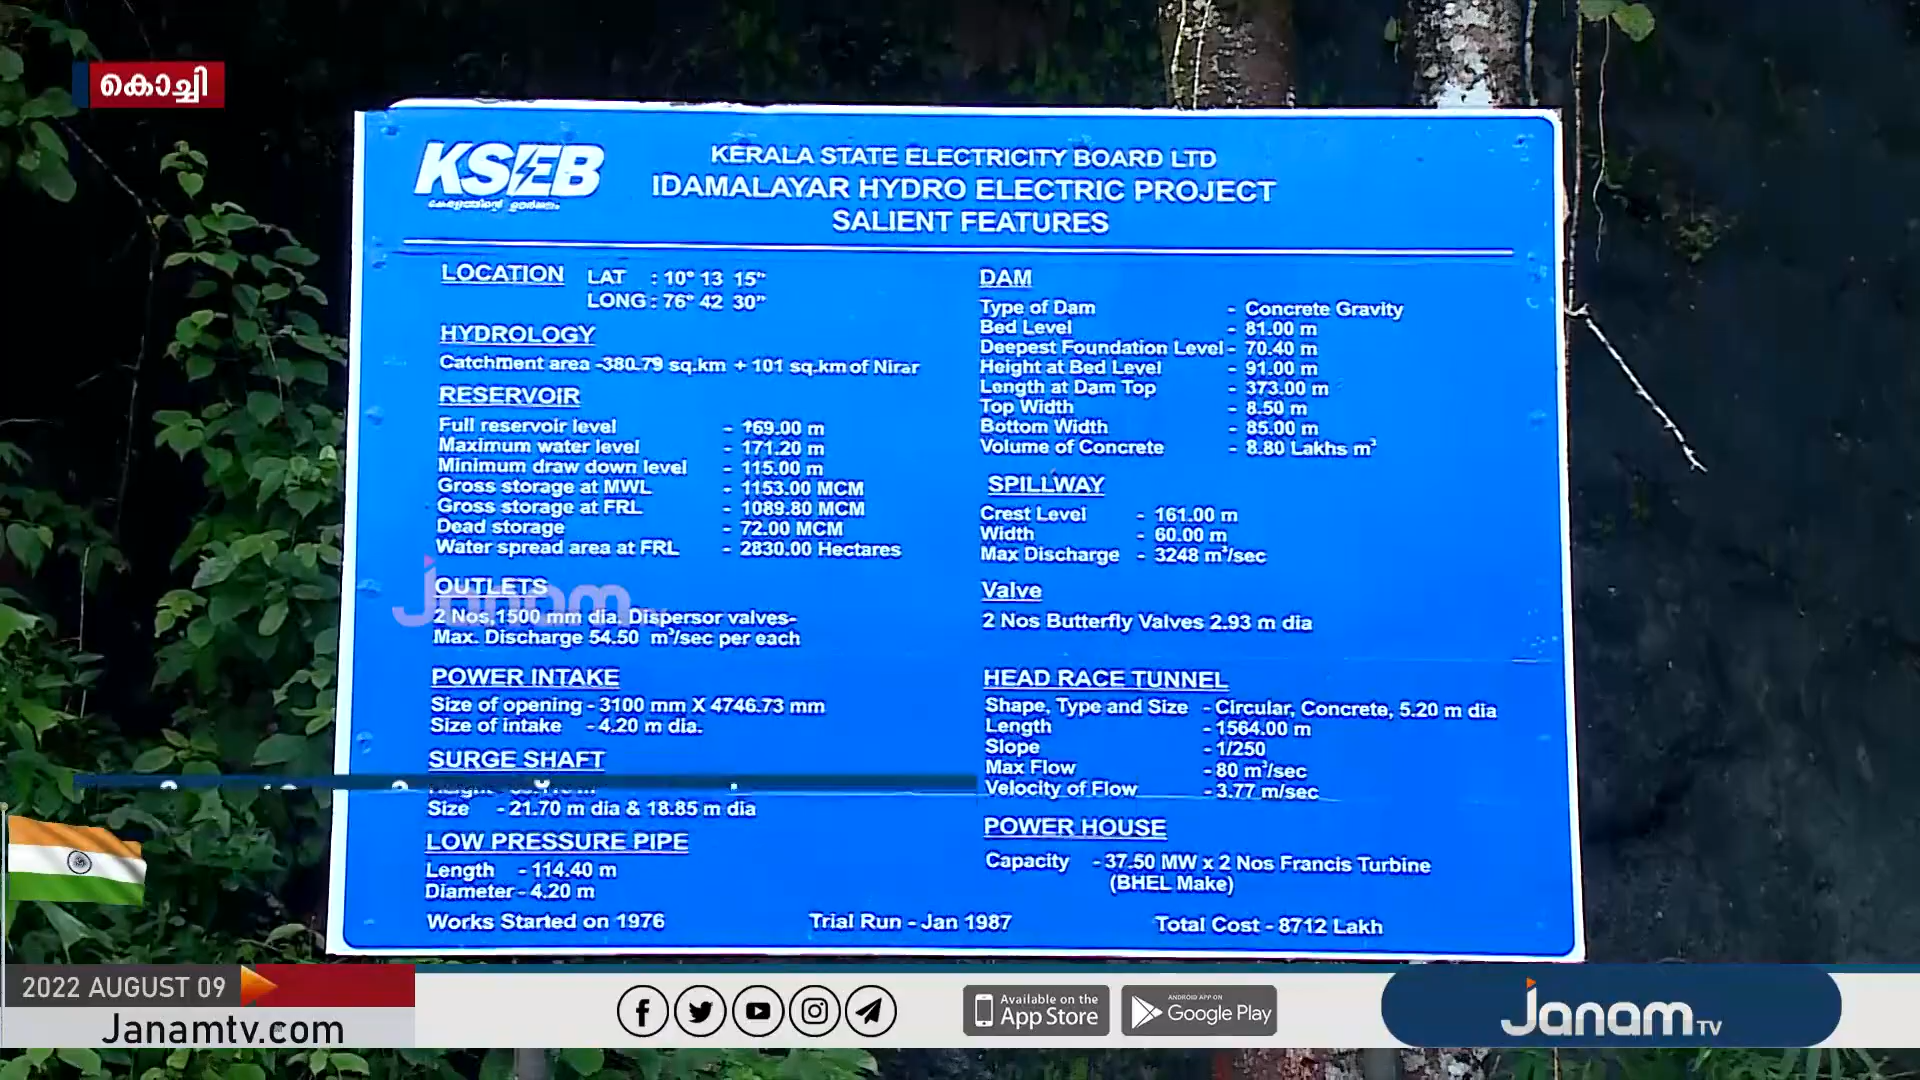 കൊച്ചി
KSEB
കേരളത്തിന്റെ ഊർജ്ജം
KERALA STATE ELECTRICITY BOARD LTD
IDAMALAYAR HYDRO ELECTRIC PROJECT
SALIENT FEATURES
LOCATION LAT : 10° 13 15"
LONG : 76° 42 30"
HYDROLOGY
Catchment area -380.79 sq.km + 101 sq.km of Nirar
RESERVOIR
Full reservoir level - 169.00 m
Maximum water level - 171.20 m
Minimum draw down level - 115.00 m
Gross storage at MWL - 1153.00 MCM
Gross storage at FRL - 1089.80 MCM
Dead storage - 72.00 MCM
Water spread area at FRL - 2830.00 Hectares
OUTLETS
2 Nos,1500 mm dia. Dispersor valves-
Max. Discharge 54.50 m³/sec per each
POWER INTAKE
Size of opening - 3100 mm X 4746.73 mm
Size of intake - 4.20 m dia.
SURGE SHAFT
Size - 21.70 m dia & 18.85 m dia
LOW PRESSURE PIPE
Length - 114.40 m
Diameter - 4.20 m
DAM
Type of Dam - Concrete Gravity
Bed Level - 81.00 m
Deepest Foundation Level - 70.40 m
Height at Bed Level - 91.00 m
Length at Dam Top - 373.00 m
Top Width - 8.50 m
Bottom Width - 85.00 m
Volume of Concrete - 8.80 Lakhs m³
SPILLWAY
Crest Level - 161.00 m
Width - 60.00 m
Max Discharge - 3248 m³/sec
Valve
2 Nos Butterfly Valves 2.93 m dia
HEAD RACE TUNNEL
Shape, Type and Size - Circular, Concrete, 5.20 m dia
Length - 1564.00 m
Slope - 1/250
Max Flow - 80 m³/sec
Velocity of Flow - 3.77 m/sec
POWER HOUSE
Capacity - 37.50 MW x 2 Nos Francis Turbine
(BHEL Make)
Works Started on 1976 Trial Run - Jan 1987 Total Cost - 8712 Lakh
Janam TV
2022 AUGUST 09
Janamtv.com
Available on the
App Store
ANDROID APP ON
Google Play
Janam TV